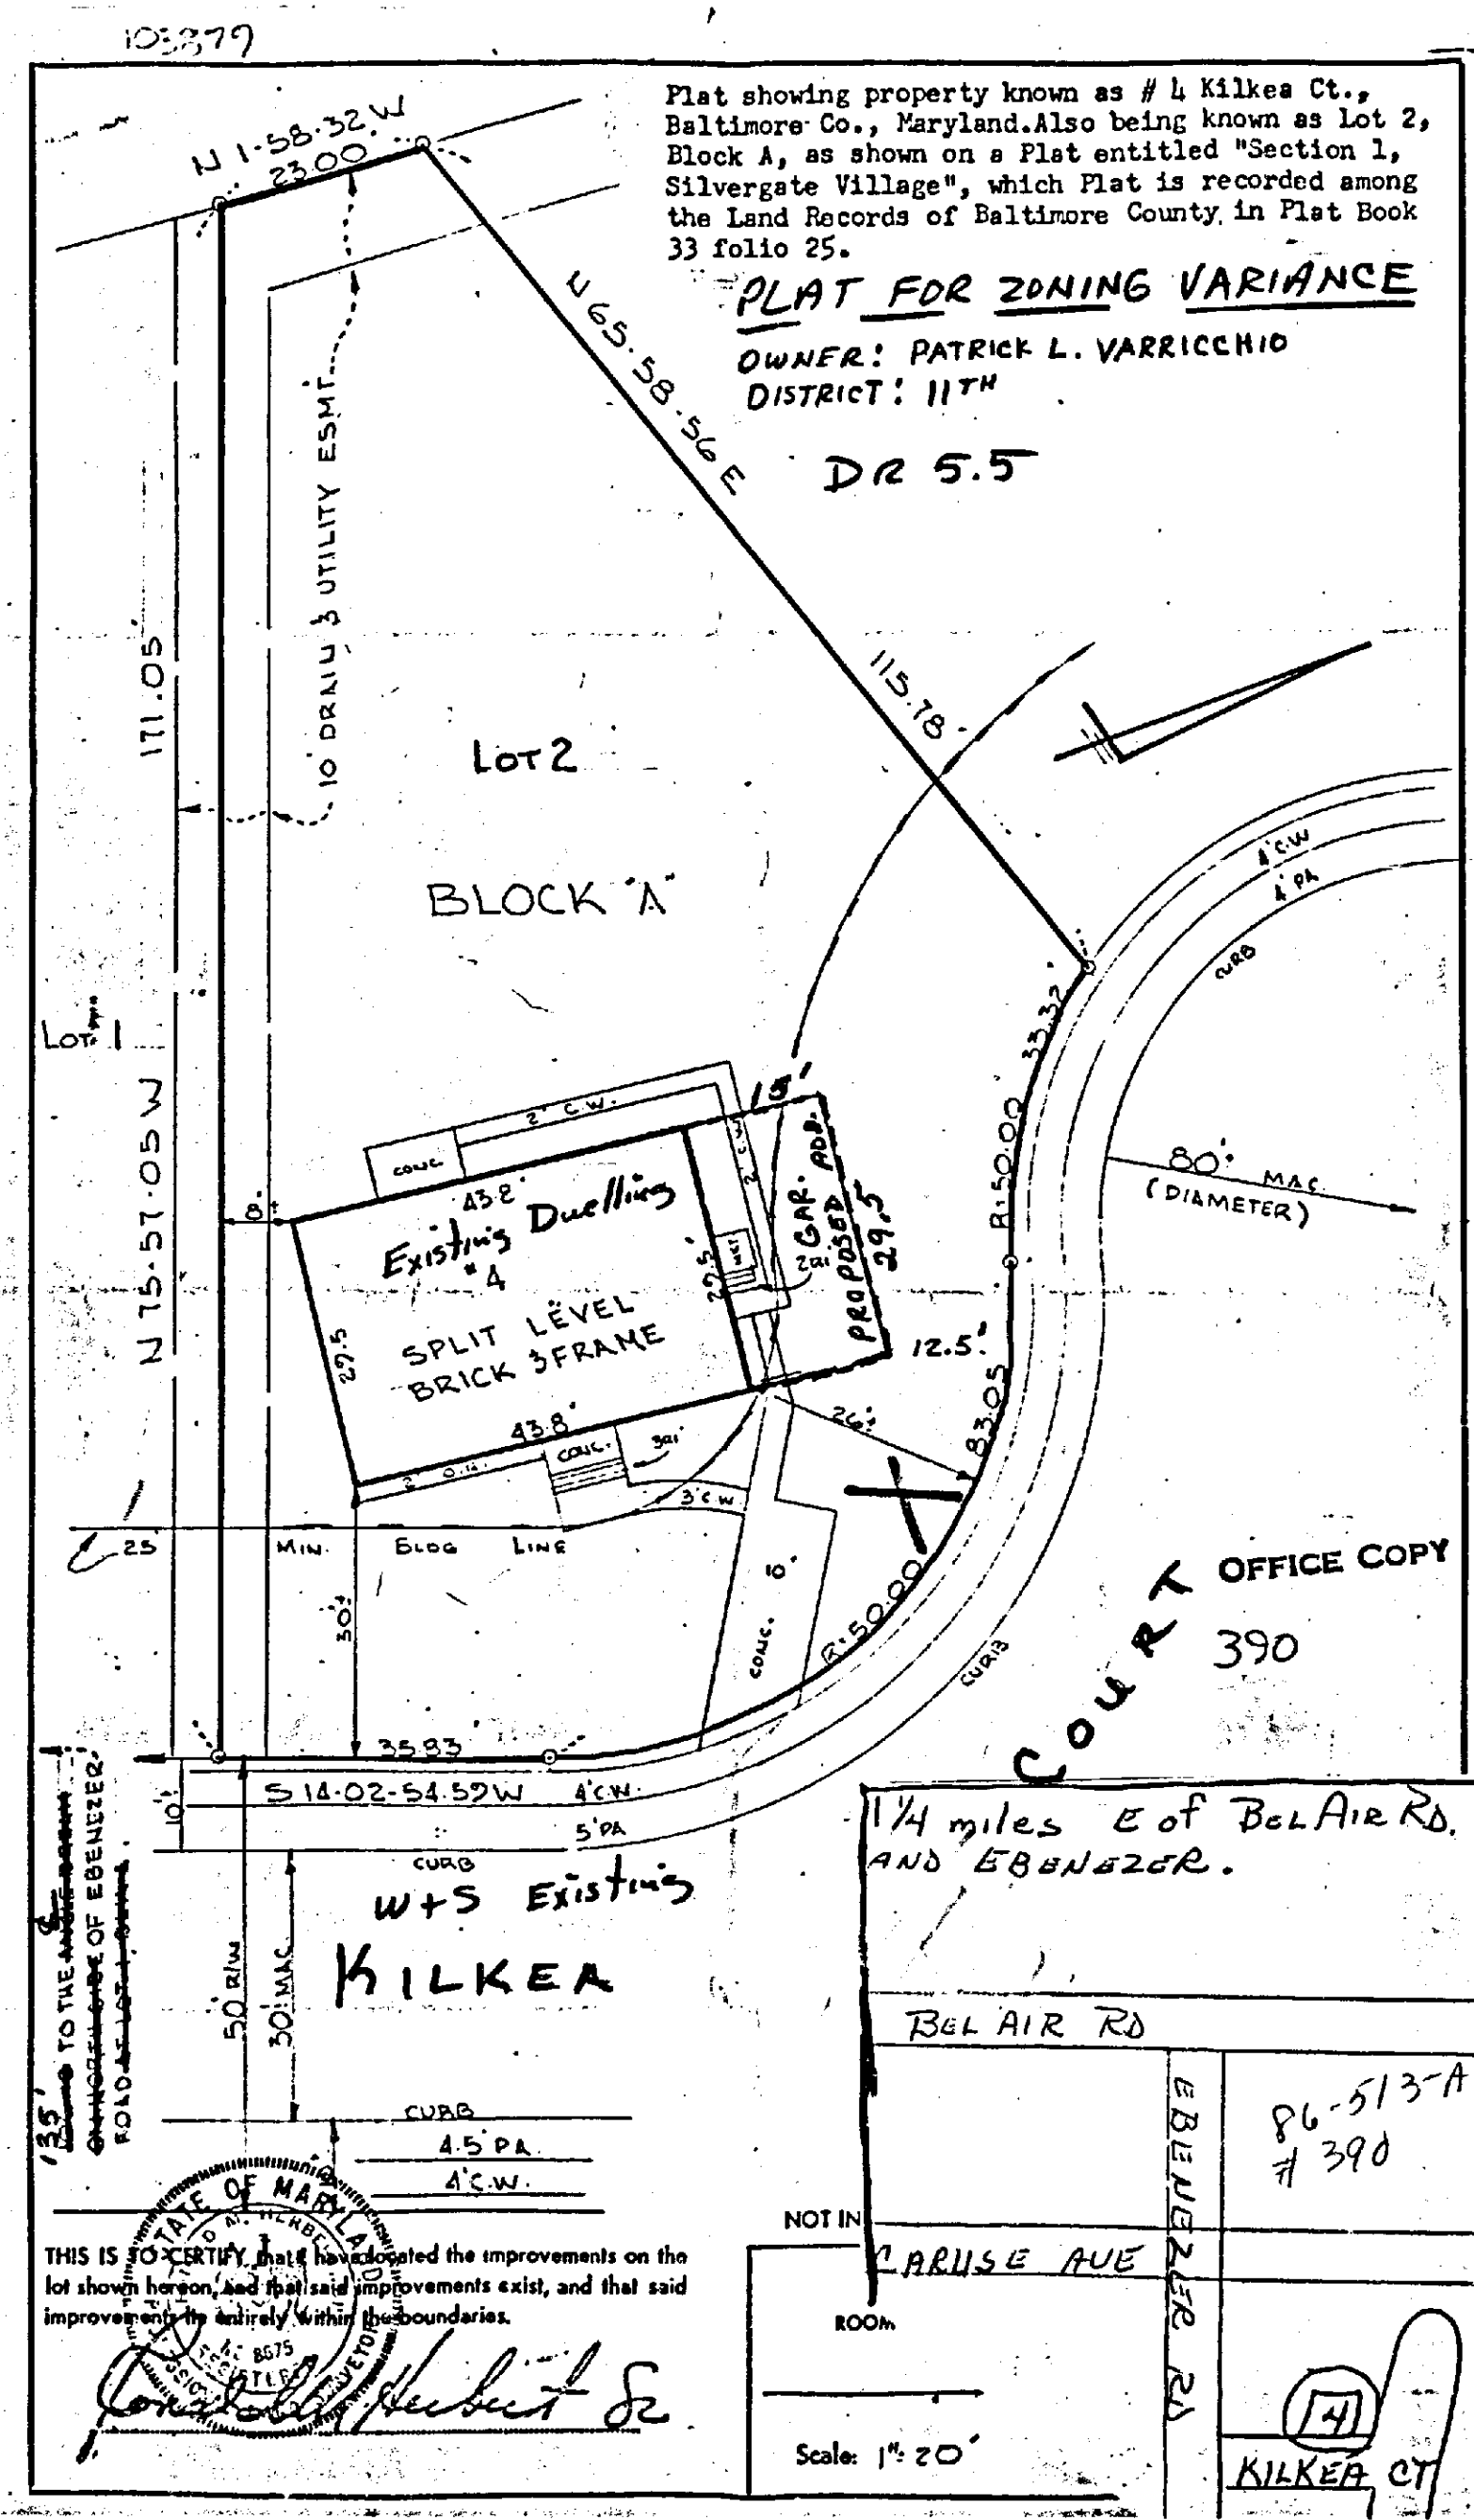 103379
Plat showing property known as # 4 Kilkea Ct.,
Baltimore Co., Maryland.Also being known as Lot 2,
Block A, as shown on a Plat entitled "Section 1,
Silvergate Village", which Plat is recorded among
the Land Records of Baltimore County in Plat Book
33 folio 25.
PLAT FOR ZONING VARIANCE
OWNER: PATRICK L. VARRICCHIO
DISTRICT: 11TH
DR 5.5
N 1-58-32 W
23.00
N 65-58-56 E
115.78
10' DRAIN & UTILITY ESMT.
171.05
N 75-57-05 W
LOT 2
BLOCK "A"
LOT 1
4' C.W
4' PA
CURB
33.32'
R=50.00
80' MAC.
(DIAMETER)
15'
2' C.W.
CONC.
43.8'
2' C.W.
GAR. ADD.
PROPOSED
29.5
8'±
Existing Dwelling
#4
SPLIT LEVEL
BRICK & FRAME
29.5'
29.5
12.5'
43.8'
26'±
83.05
2' O.H.
CONC.
3' C.W.
25'
MIN. BLDG LINE
30'±
CONC.
10'
R=50.00
CURB
COURT
OFFICE COPY
390
35.93
S 14-02-54.59 W
4' C.W.
10'±
5' PA
CURB
W+S Existing
KILKEA
50' R/W
30' MAC.
CURB
4.5' PA.
4' C.W.
135' TO THE
OF EBENEZER
ROAD
1 1/4 miles E of BEL AIR RD.
AND EBENEZER.
BEL AIR RD
EBENEZER RD
86-513-A
# 390
NOT IN
CARLISE AVE
ROOM
4
KILKEA CT
Scale: 1"= 20'
STATE OF MARYLAND
8675
THIS IS TO CERTIFY that I have located the improvements on the
lot shown hereon, and that said improvements exist, and that said
improvements lie entirely within the boundaries.